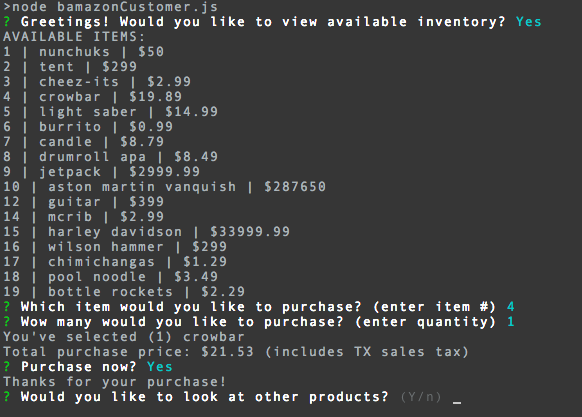 >node bamazonCustomer.js
? Greetings! Would you like to view available inventory? Yes
AVAILABLE ITEMS:
1 | nunchuks | $50
2 | tent | $299
3 | cheez-its | $2.99
4 | crowbar | $19.89
5 | light saber | $14.99
6 | burrito | $0.99
7 | candle | $8.79
8 | drumroll apa | $8.49
9 | jetpack | $2999.99
10 | aston martin vanquish | $287650
12 | guitar | $399
14 | mcrib | $2.99
15 | harley davidson | $33999.99
16 | wilson hammer | $299
17 | chimichangas | $1.29
18 | pool noodle | $3.49
19 | bottle rockets | $2.29
? Which item would you like to purchase? (enter item #) 4
? Wow many would you like to purchase? (enter quantity) 1
You've selected (1) crowbar
Total purchase price: $21.53 (includes TX sales tax)
? Purchase now? Yes
Thanks for your purchase!
? Would you like to look at other products? (Y/n) _